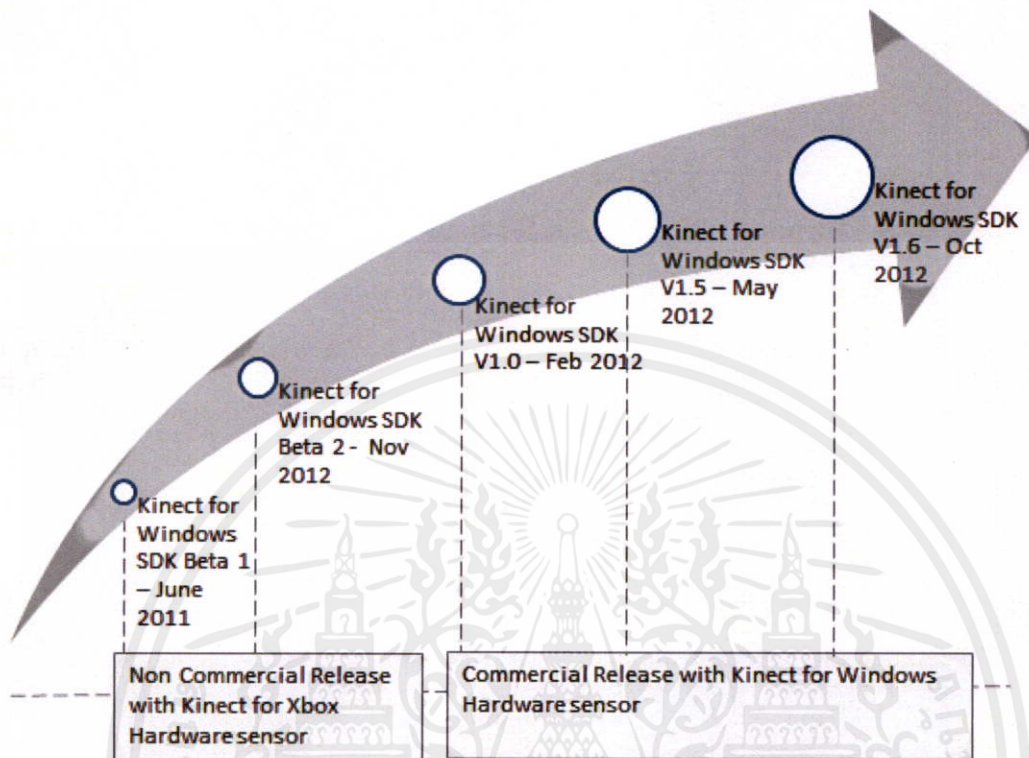 Kinect for
Windows SDK
V1.6 – Oct
2012
Kinect for
Windows SDK
V1.5 – May
2012
Kinect for
Windows SDK
V1.0 – Feb 2012
Kinect for
Windows SDK
Beta 2 - Nov
2012
Kinect for
Windows
SDK Beta 1
– June
2011
Non Commercial Release
with Kinect for Xbox
Hardware sensor
Commercial Release with Kinect for Windows
Hardware sensor